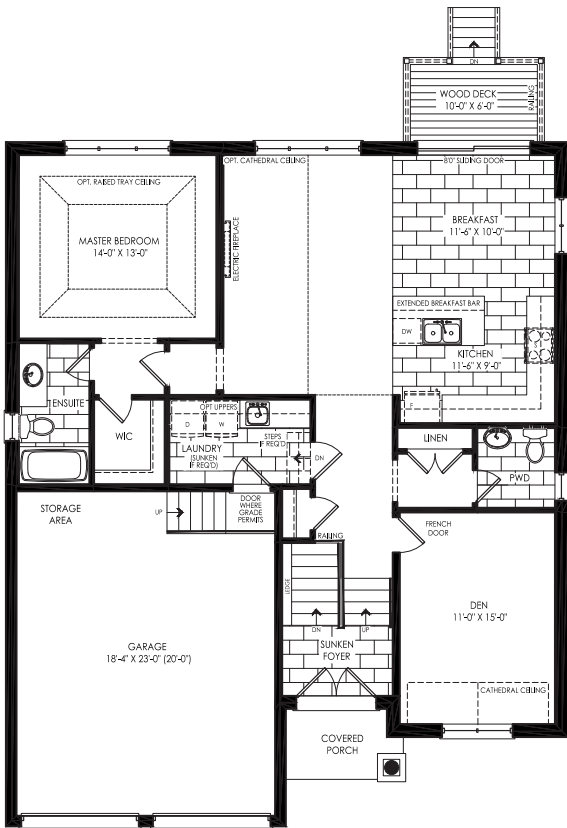 DN
WOOD DECK
10'-0" X 6'-0"
RAILING
OPT. CATHEDRAL CEILING
8'0" SLIDING DOOR
OPT. RAISED TRAY CEILING
MASTER BEDROOM
14'-0" X 13'-0"
ELECTRIC FIREPLACE
BREAKFAST
11'-6" X 10'-0"
EXTENDED BREAKFAST BAR
DW
KITCHEN
11'-6" X 9'-0"
F
ENSUITE
WIC
OPT UPPERS
D
W
LAUNDRY
(SUNKEN
IF REQ'D)
STEPS
REQ'D
DN
LINEN
PWD
STORAGE
AREA
UP
DOOR
WHERE
GRADE
PERMITS
RAILING
FRENCH
DOOR
LEDGE
DN
UP
SUNKEN
FOYER
DEN
11'-0" X 15'-0"
GARAGE
18'-4" X 23'-0" (20'-0")
CATHEDRAL CEILING
COVERED
PORCH